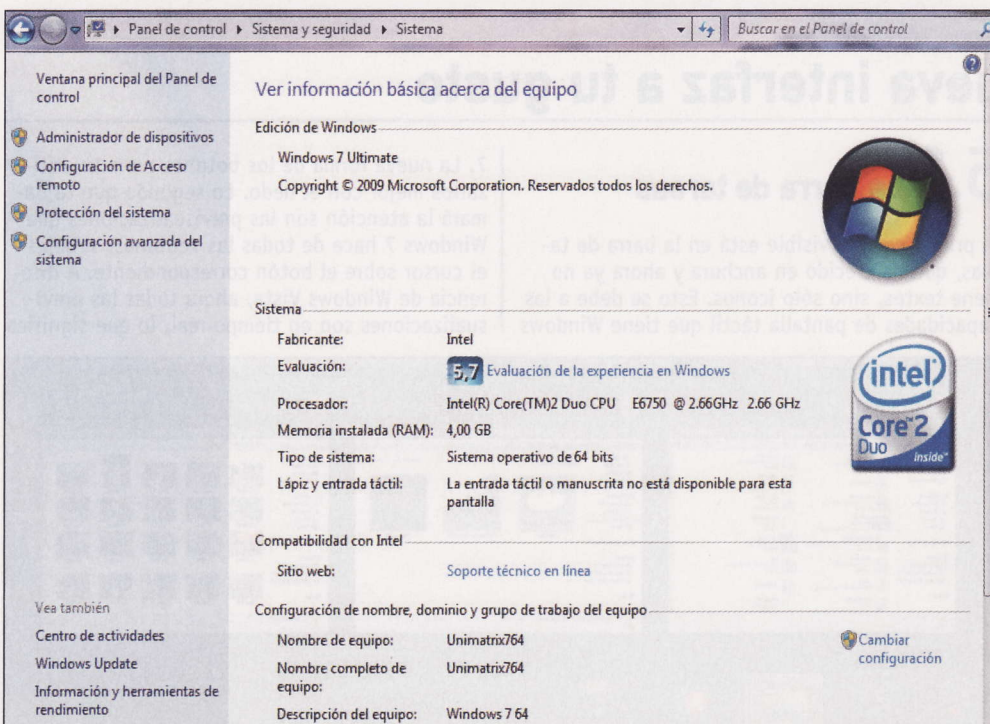 Panel de control ▸ Sistema y seguridad ▸ Sistema
Buscar en el Panel de control
Ventana principal del Panel de
control
Administrador de dispositivos
Configuración de Acceso
remoto
Protección del sistema
Configuración avanzada del
sistema
Vea también
Centro de actividades
Windows Update
Información y herramientas de
rendimiento
Ver información básica acerca del equipo
Edición de Windows
Windows 7 Ultimate
Copyright © 2009 Microsoft Corporation. Reservados todos los derechos.
Sistema
Fabricante: Intel
Evaluación: 5,7 Evaluación de la experiencia en Windows
Procesador: Intel(R) Core(TM)2 Duo CPU E6750 @ 2.66GHz 2.66 GHz
Memoria instalada (RAM): 4,00 GB
Tipo de sistema: Sistema operativo de 64 bits
Lápiz y entrada táctil: La entrada táctil o manuscrita no está disponible para esta
pantalla
intel
Core™2
Duo
inside™
Compatibilidad con Intel
Sitio web: Soporte técnico en línea
Configuración de nombre, dominio y grupo de trabajo del equipo
Nombre de equipo: Unimatrix764
Nombre completo de
equipo: Unimatrix764
Descripción del equipo: Windows 7 64
Cambiar
configuración